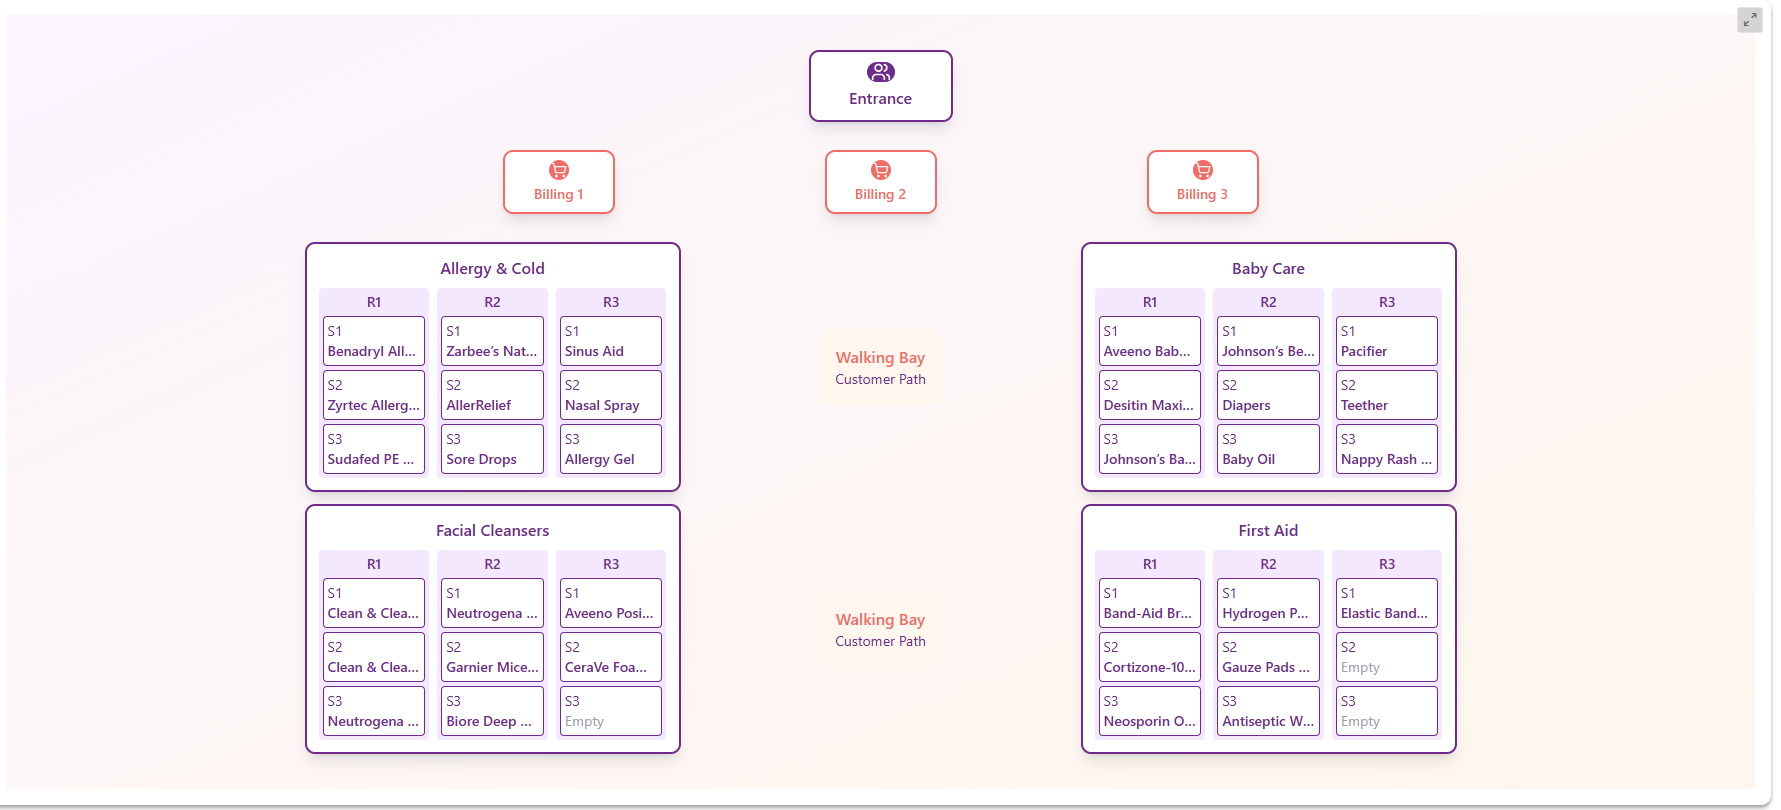 Entrance
Billing 1
Billing 2
Billing 3
Allergy & Cold
R1
S1
Benadryl All...
S2
Zyrtec Allerg...
S3
Sudafed PE ...
R2
S1
Zarbee's Nat...
S2
AllerRelief
S3
Sore Drops
R3
S1
Sinus Aid
S2
Nasal Spray
S3
Allergy Gel
Walking Bay
Customer Path
Baby Care
R1
S1
Aveeno Bab...
S2
Desitin Maxi...
S3
Johnson's Ba...
R2
S1
Johnson's Be...
S2
Diapers
S3
Baby Oil
R3
S1
Pacifier
S2
Teether
S3
Nappy Rash ...
Facial Cleansers
R1
S1
Clean & Clea...
S2
Clean & Clea...
S3
Neutrogena ...
R2
S1
Neutrogena ...
S2
Garnier Mice...
S3
Biore Deep ...
R3
S1
Aveeno Posi...
S2
CeraVe Foa...
S3
Empty
Walking Bay
Customer Path
First Aid
R1
S1
Band-Aid Br...
S2
Cortizone-10...
S3
Neosporin O...
R2
S1
Hydrogen P...
S2
Gauze Pads ...
S3
Antiseptic W...
R3
S1
Elastic Band...
S2
Empty
S3
Empty